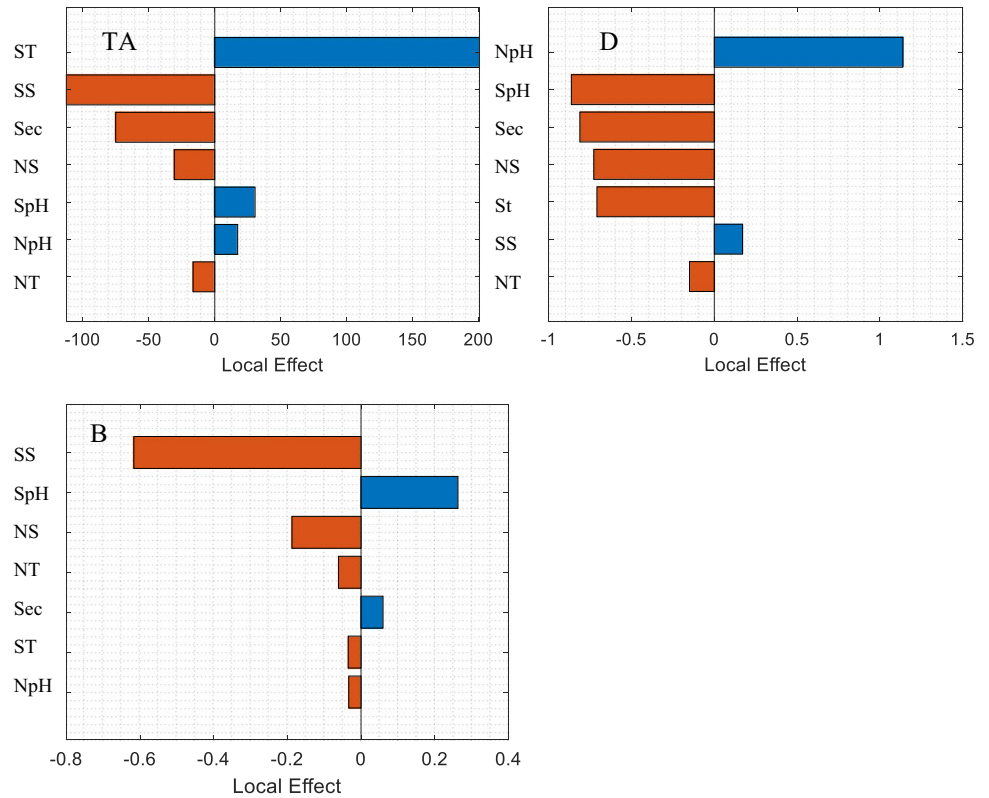 TA
ST
SS
Sec
NS
SpH
NpH
NT
-100 -50 0 50 100 150 200
Local Effect
D
NpH
SpH
Sec
NS
St
SS
NT
-1 -0.5 0 0.5 1 1.5
Local Effect
B
SS
SpH
NS
NT
Sec
ST
NpH
-0.8 -0.6 -0.4 -0.2 0 0.2 0.4
Local Effect